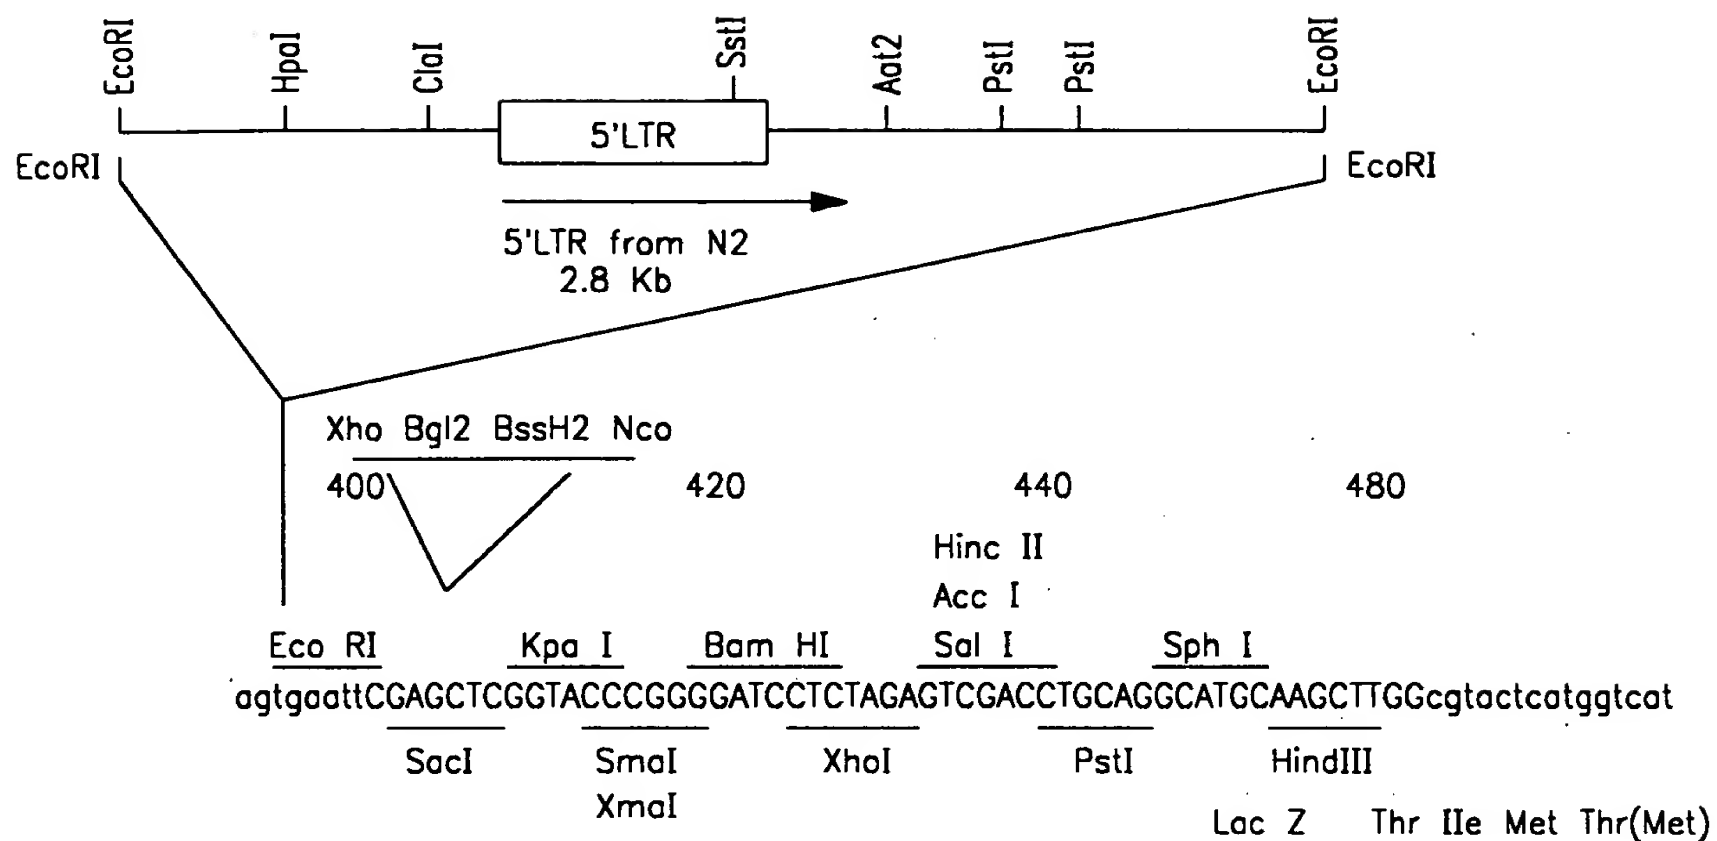 EcoRI HpaI ClaI SstI Aat2 PstI PstI EcoRI
5'LTR
EcoRI EcoRI
5'LTR from N2
2.8 Kb
Xho Bgl2 BssH2 Nco
400 420 440 480
Hinc II
Acc I
Eco RI Kpa I Bam HI Sal I Sph I
agtgaattCGAGCTCGGTACCCGGGGATCCTCTAGAGTCGACCTGCAGGCATGCAAGCTTGGcgtactcatggtcat
SacI SmaI XhoI PstI HindIII
XmaI
Lac Z Thr IIe Met Thr(Met)